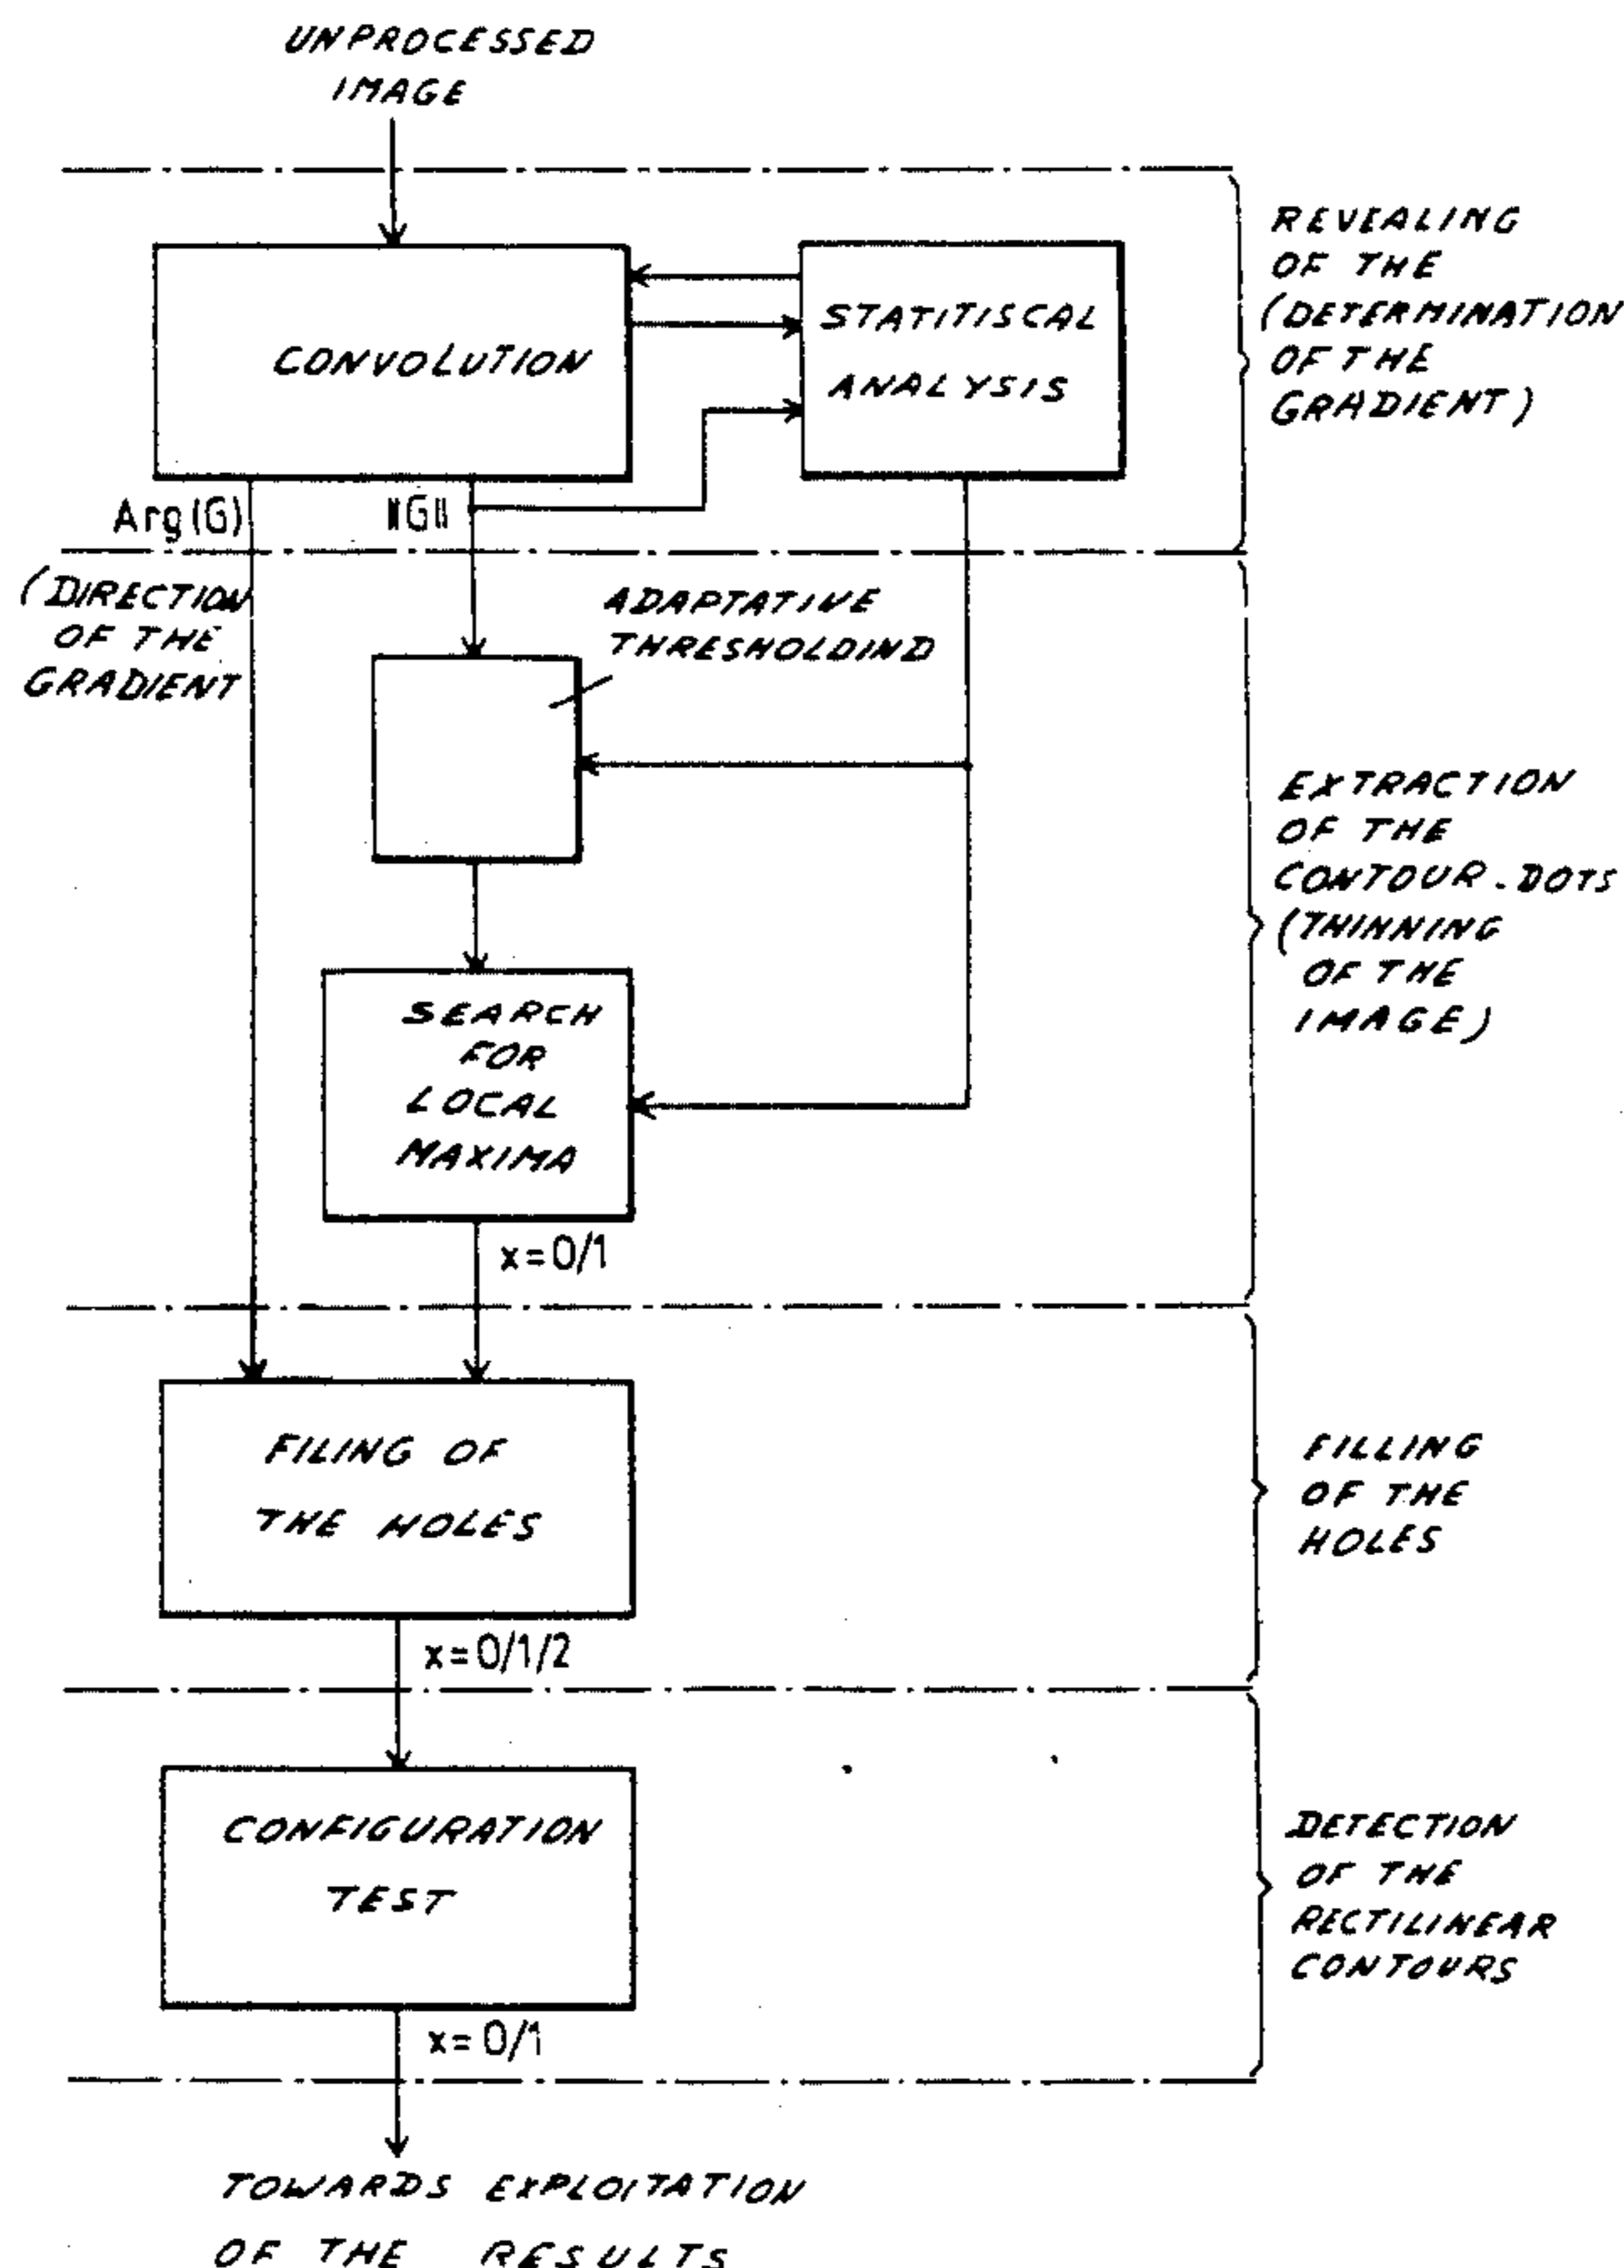 UNPROCESSED
IMAGE
REVEALING
OF THE
(DETERMINATION
OF THE
GRADIENT)
CONVOLUTION
STATITISCAL
ANALYSIS
Arg(G)
"G"
(DIRECTION
OF THE
GRADIENT
ADAPTATIVE
THRESHOLDIND
EXTRACTION
OF THE
CONTOUR-DOTS
(THINNING
OF THE
IMAGE)
SEARCH
FOR
LOCAL
MAXIMA
x=0/1
FILING OF
THE HOLES
FILLING
OF THE
HOLES
x=0/1/2
CONFIGURATION
TEST
DETECTION
OF THE
RECTILINEAR
CONTOURS
x=0/1
TOWARDS EXPLOITATION
OF THE RESULTS